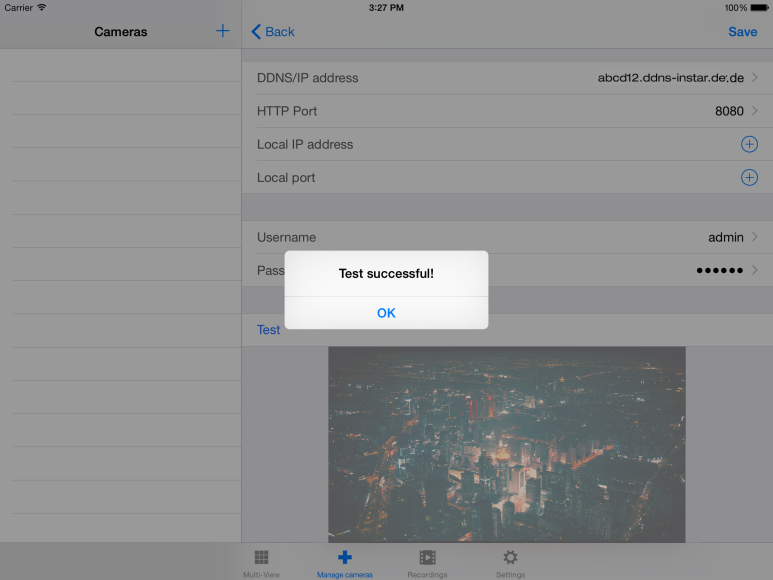 Carrier 3:27 PM 100%
Cameras + Back Save
DDNS/IP address abcd12.ddns-instar.de:.de
HTTP Port 8080
Local IP address
Local port
Username admin
Pass ●●●●●●
Test successful!
OK
Test
Multi-View Manage cameras Recordings Settings